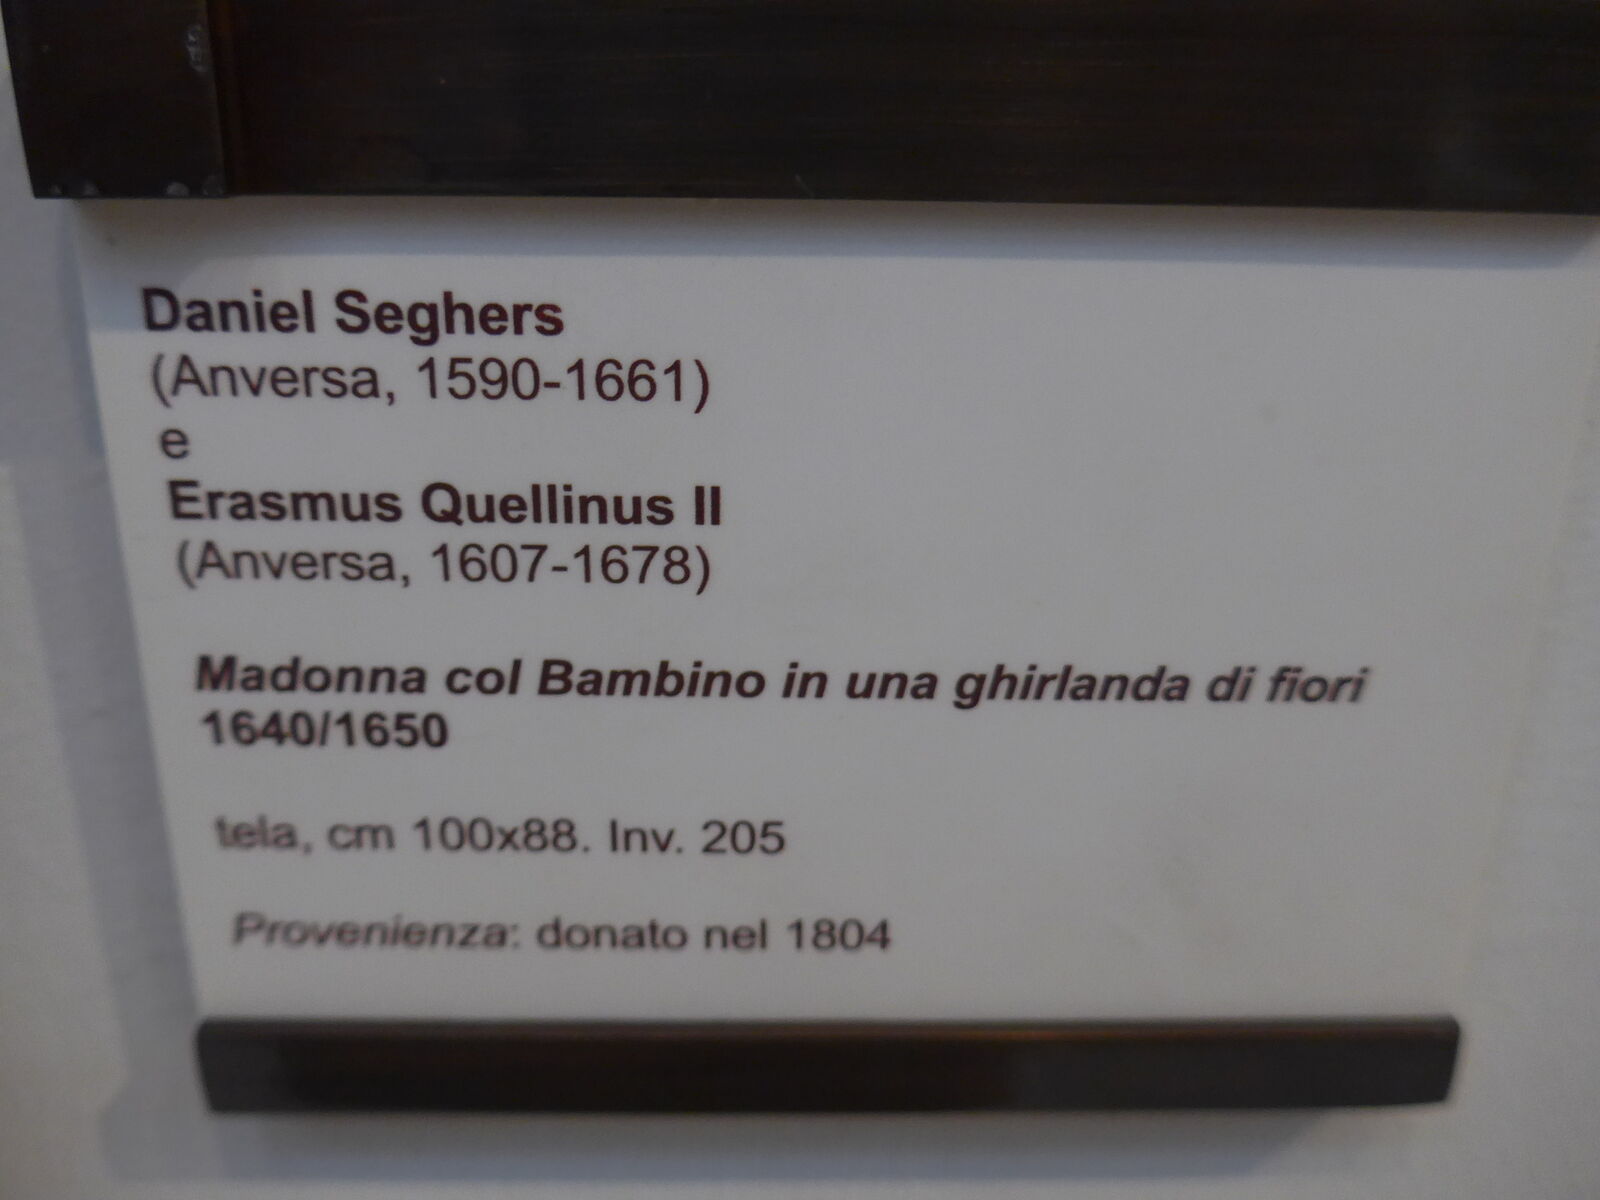 Daniel Seghers
(Anversa, 1590-1661)
e
Erasmus Quellinus II
(Anversa, 1607-1678)
Madonna col Bambino in una ghirlanda di fiori
1640/1650
tela, cm 100x88. Inv. 205
Provenienza: donato nel 1804